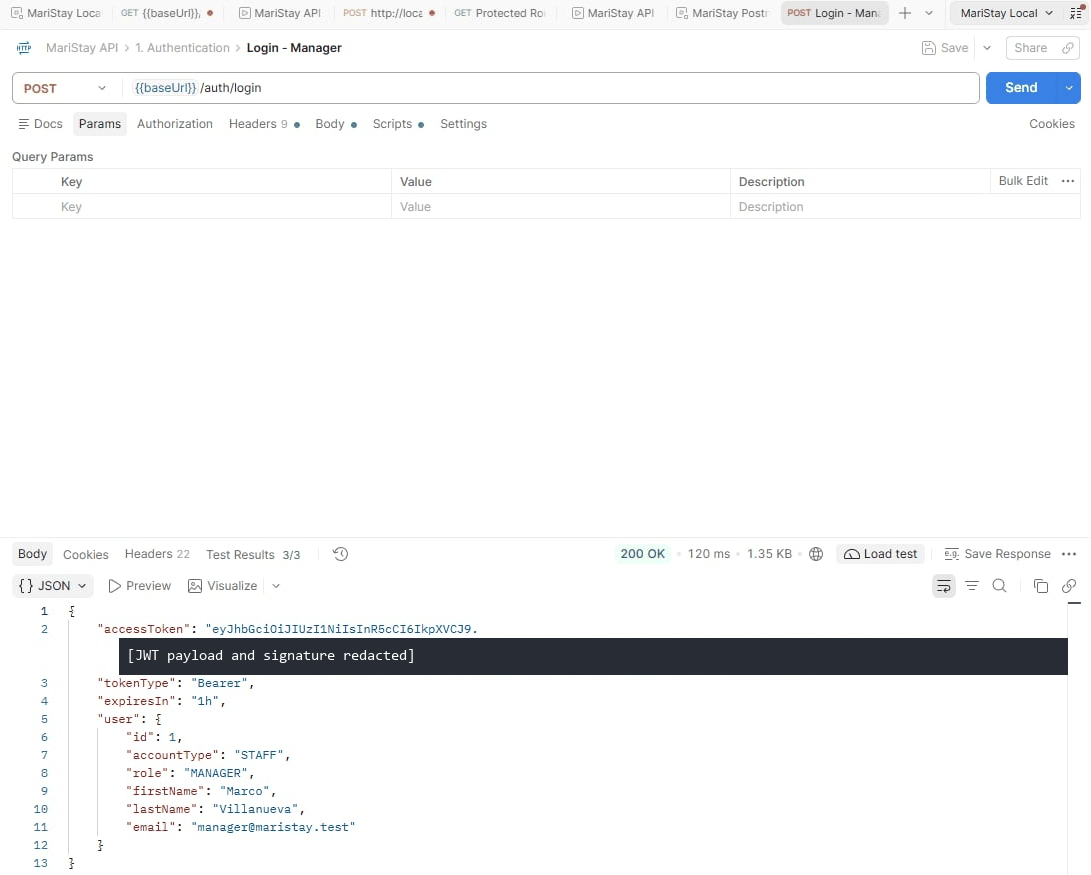 MariStay Loca GET {{baseUrl}}/ MariStay API POST http://loca GET Protected Ro MariStay API MariStay Postr POST Login - Mana MariStay Local
HTTP MariStay API > 1. Authentication > Login - Manager Save Share
POST {{baseUrl}} /auth/login Send
Docs Params Authorization Headers 9 Body Scripts Settings Cookies
Query Params
Key Value Description Bulk Edit
Key Value Description
Body Cookies Headers 22 Test Results 3/3 200 OK 120 ms 1.35 KB Load test e.g. Save Response
{} JSON Preview Visualize
1 {
2 "accessToken": "eyJhbGciOiJIUzI1NiIsInR5cCI6IkpXVCJ9.
[JWT payload and signature redacted]
3 "tokenType": "Bearer",
4 "expiresIn": "1h",
5 "user": {
6 "id": 1,
7 "accountType": "STAFF",
8 "role": "MANAGER",
9 "firstName": "Marco",
10 "lastName": "Villanueva",
11 "email": "manager@maristay.test"
12 }
13 }